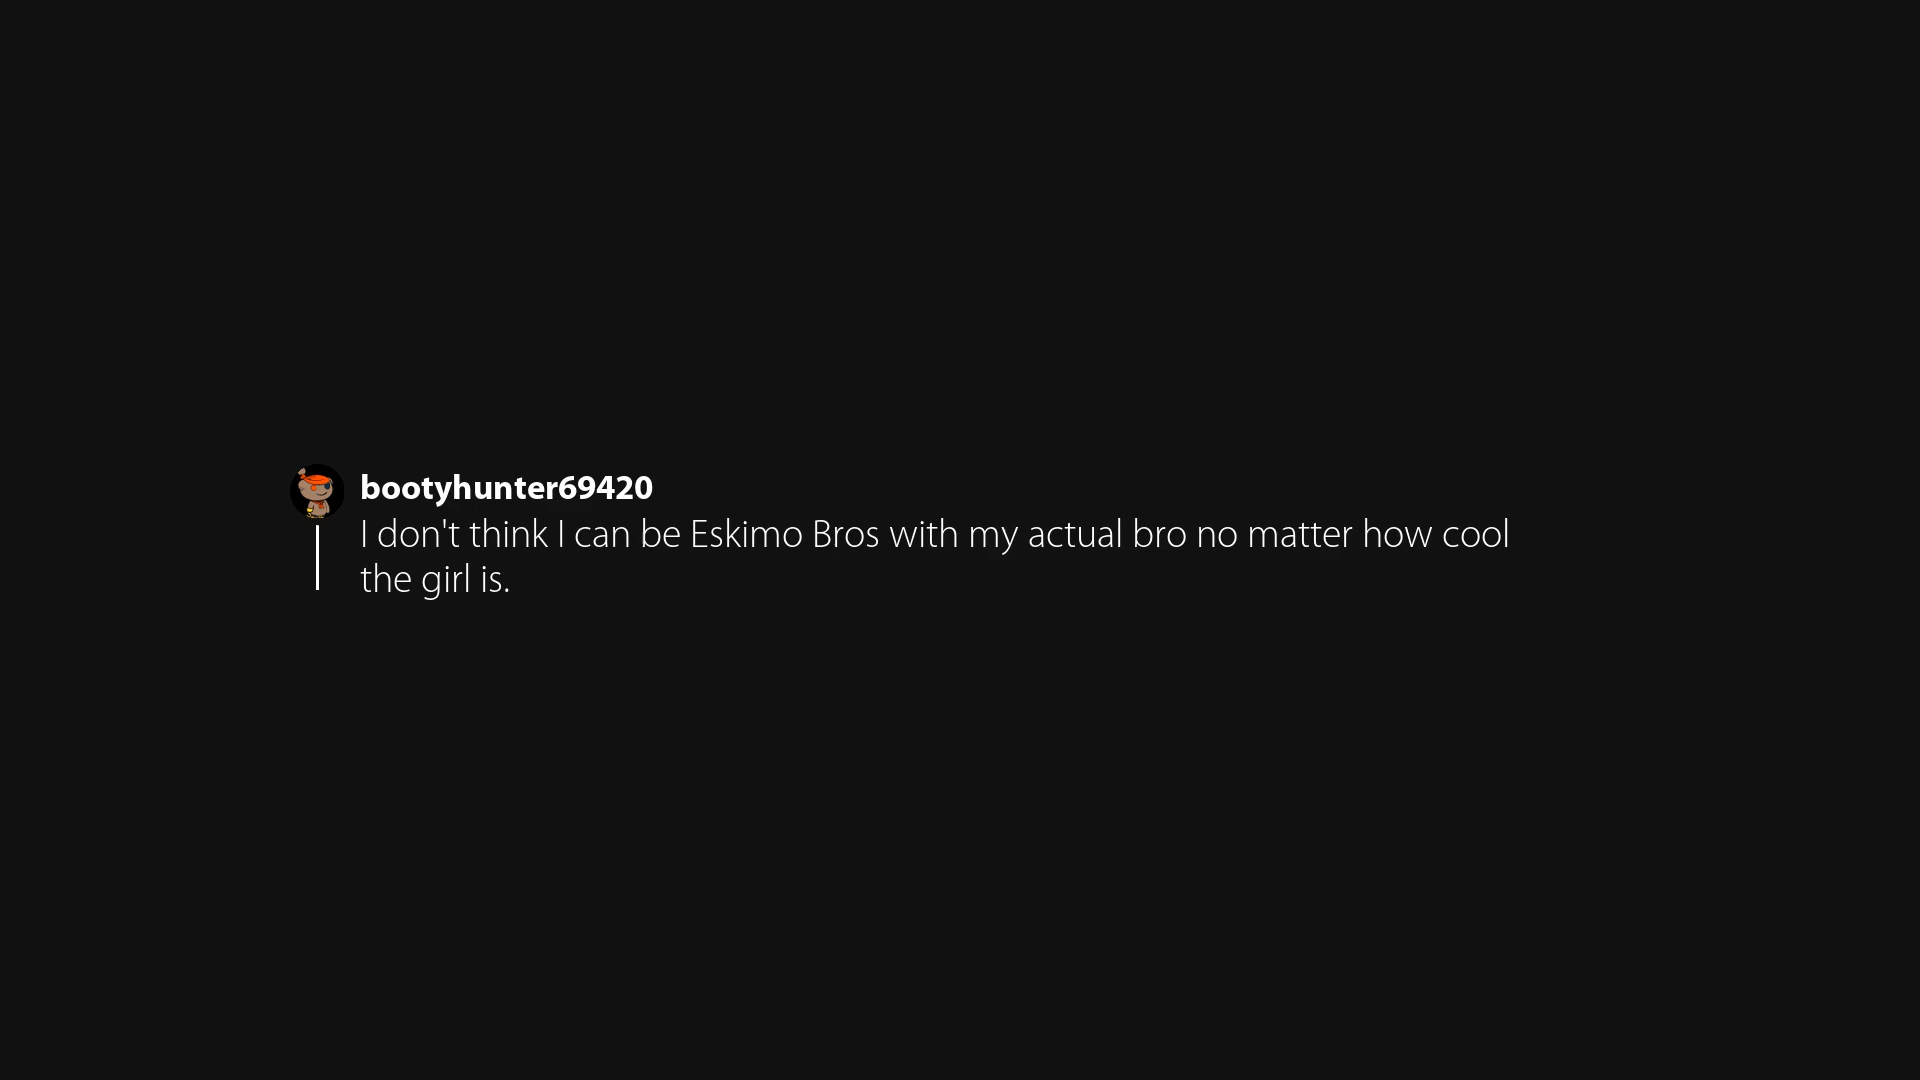 bootyhunter69420
I don't think I can be Eskimo Bros with my actual bro no matter how cool
the girl is.